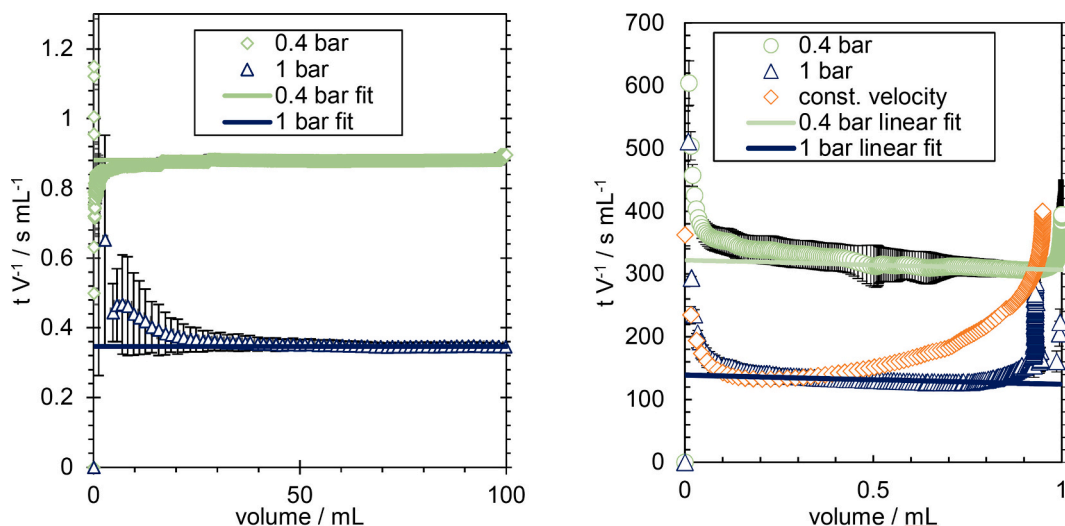 0.4 bar
1 bar
0.4 bar fit
1 bar fit
1.2
1
0.8
0.6
0.4
0.2
0
0
50
100
t V⁻¹ / s mL⁻¹
volume / mL
0.4 bar
1 bar
const. velocity
0.4 bar linear fit
1 bar linear fit
700
600
500
400
300
200
100
0
0
0.5
1
t V⁻¹ / s mL⁻¹
volume / mL